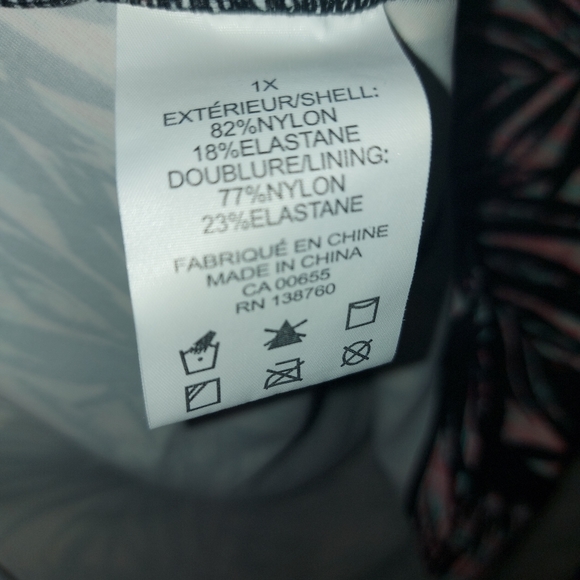 1X
EXTÉRIEUR/SHELL:
82%NYLON
18%ELASTANE
DOUBLURE/LINING:
77%NYLON
23%ELASTANE
FABRIQUÉ EN CHINE
MADE IN CHINA
CA 00655
RN 138760